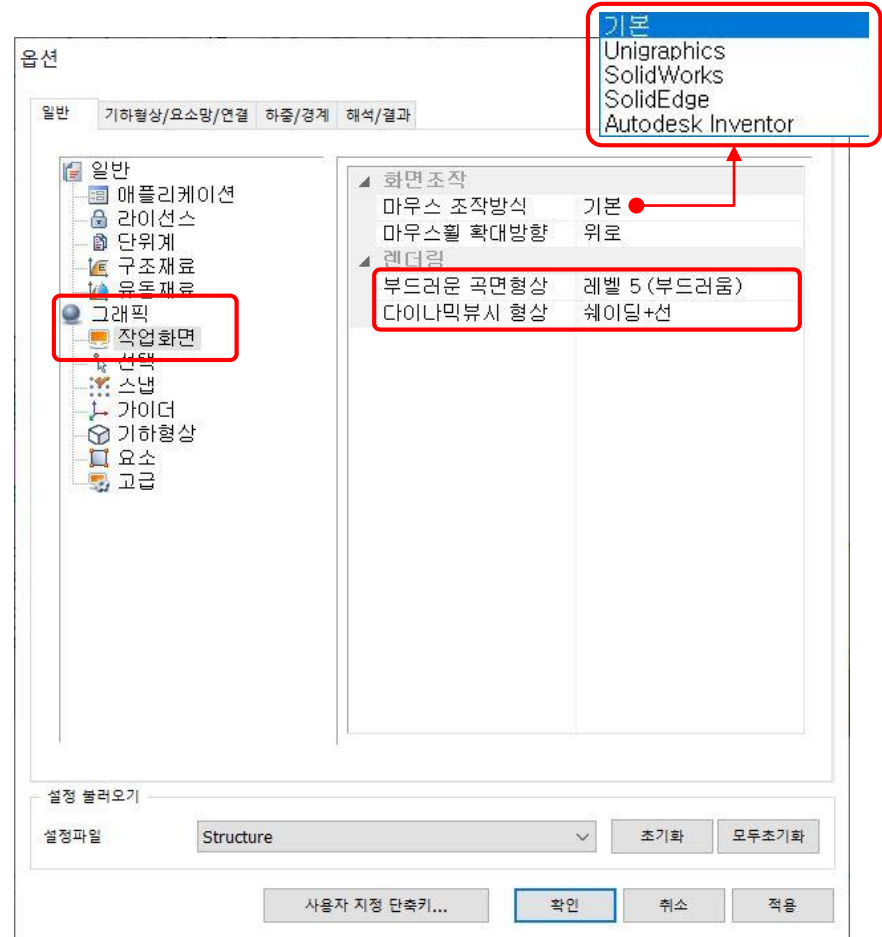 기본
Unigraphics
SolidWorks
SolidEdge
Autodesk Inventor
옵션
일반 기하형상/요소망/연결 하중/경계 해석/결과
일반
애플리케이션
라이선스
단위계
구조재료
유동재료
그래픽
작업화면
선택
스냅
가이더
기하형상
요소
고급
화면조작
마우스 조작방식 기본
마우스휠 확대방향 위로
렌더링
부드러운 곡면형상 레벨 5 (부드러움)
다이나믹뷰시 형상 쉐이딩+선
설정 불러오기
설정파일 Structure 초기화 모두초기화
사용자 지정 단축키... 확인 취소 적용